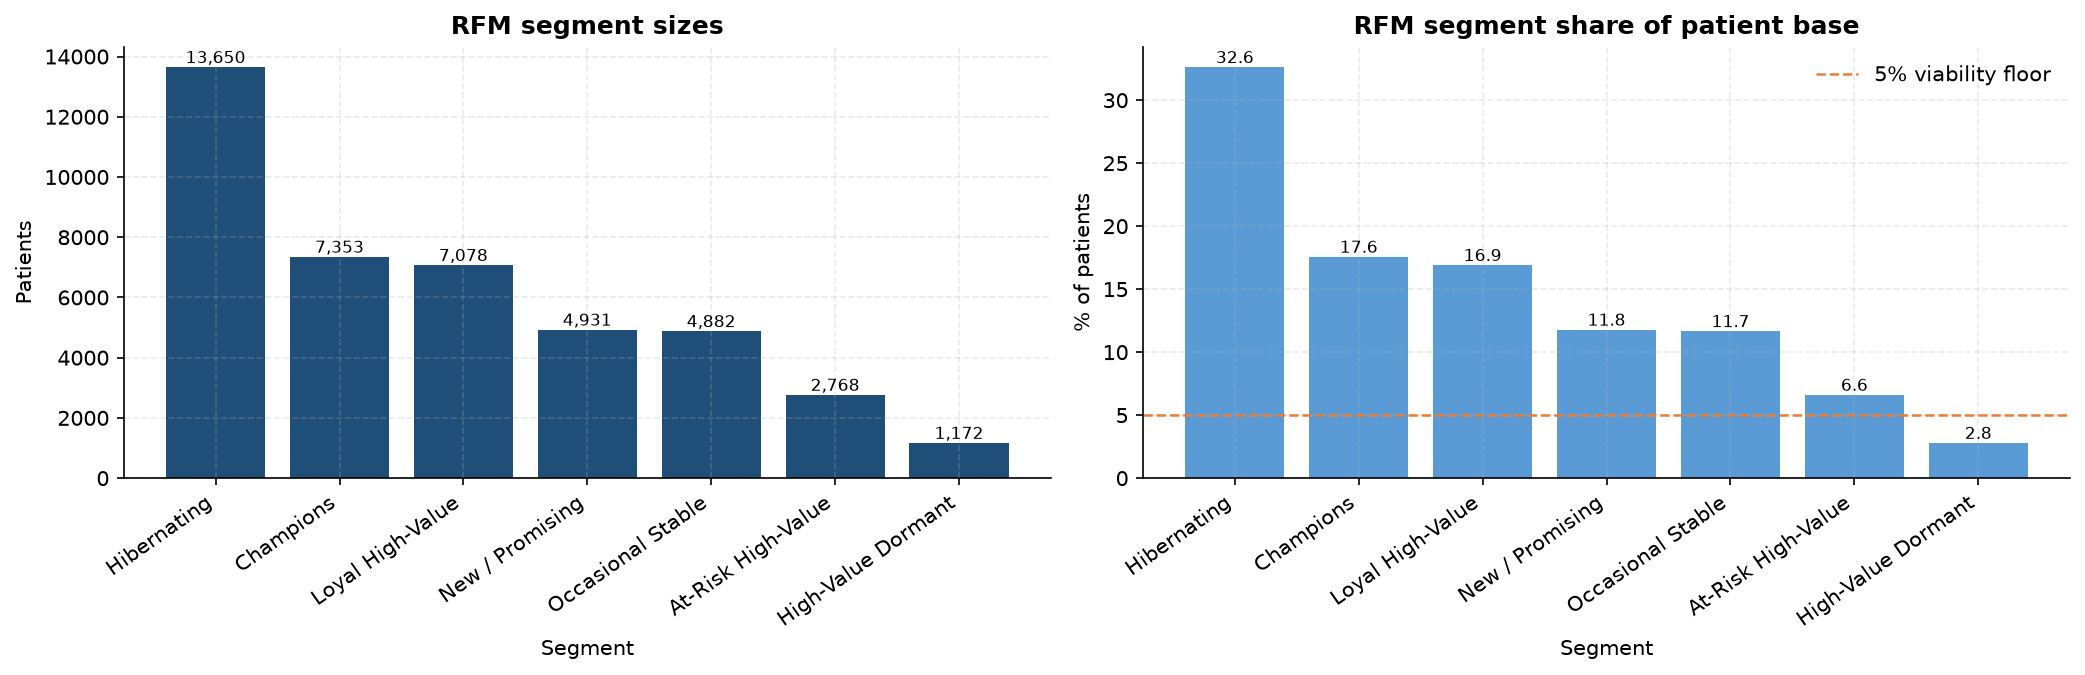 RFM segment sizes
14000
12000
10000
8000
6000
4000
2000
0
Patients
13,650
7,353
7,078
4,931
4,882
2,768
1,172
Hibernating
Champions
Loyal High-Value
New / Promising
Occasional Stable
At-Risk High-Value
High-Value Dormant
Segment
RFM segment share of patient base
5% viability floor
30
25
20
15
10
5
0
% of patients
32.6
17.6
16.9
11.8
11.7
6.6
2.8
Hibernating
Champions
Loyal High-Value
New / Promising
Occasional Stable
At-Risk High-Value
High-Value Dormant
Segment